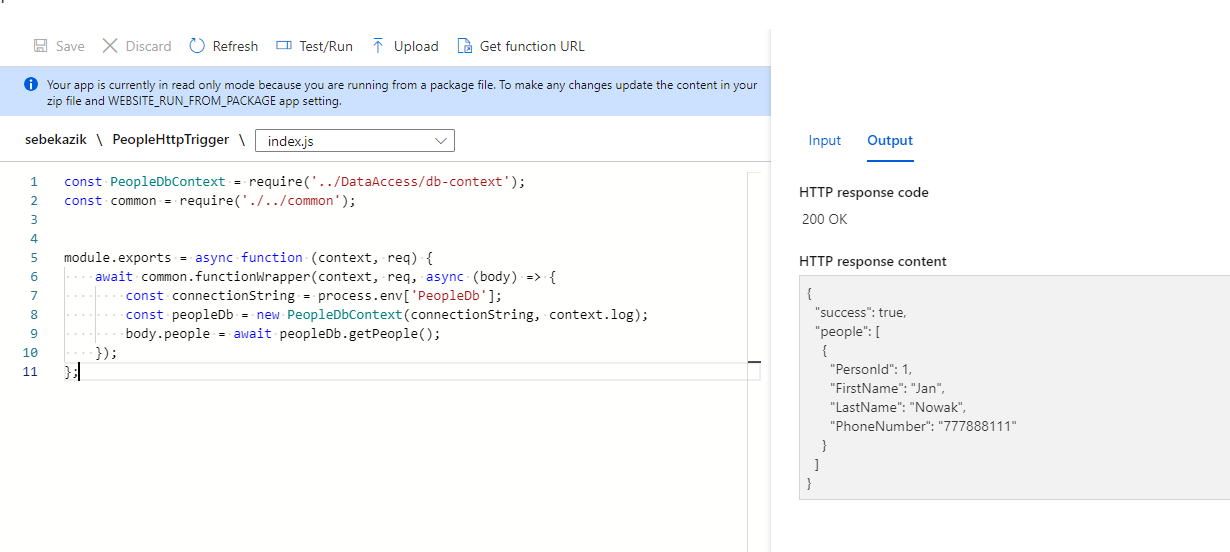 Save Discard Refresh Test/Run Upload Get function URL
Your app is currently in read only mode because you are running from a package file. To make any changes update the content in your
zip file and WEBSITE_RUN_FROM_PACKAGE app setting.
sebekazik \ PeopleHttpTrigger \ index.js
1 const PeopleDbContext = require('../DataAccess/db-context');
2 const common = require('./../common');
3
4
5 module.exports = async function (context, req) {
6 await common.functionWrapper(context, req, async (body) => {
7 const connectionString = process.env['PeopleDb'];
8 const peopleDb = new PeopleDbContext(connectionString, context.log);
9 body.people = await peopleDb.getPeople();
10 });
11 };
Input Output
HTTP response code
200 OK
HTTP response content
{
"success": true,
"people": [
{
"PersonId": 1,
"FirstName": "Jan",
"LastName": "Nowak",
"PhoneNumber": "777888111"
}
]
}